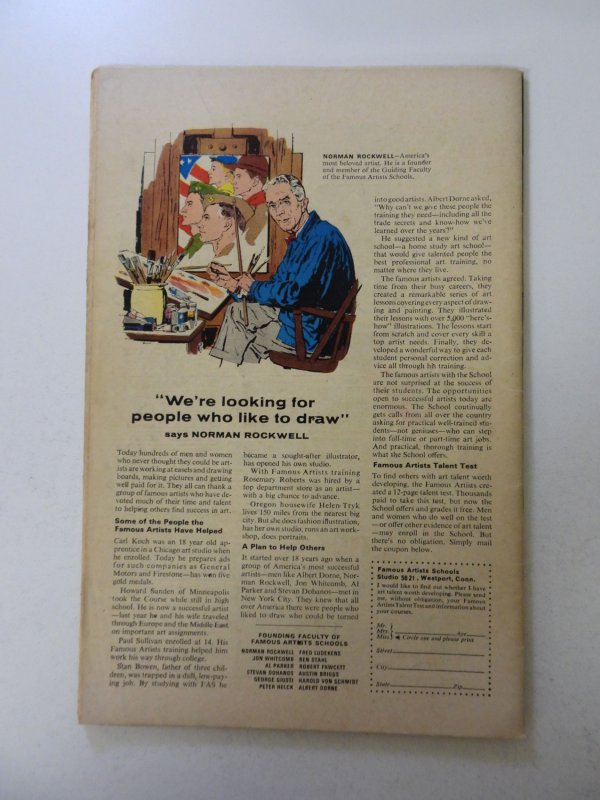 NORMAN ROCKWELL—America's
most beloved artist. He is a founder
and member of the Guiding Faculty
of the Famous Artists Schools.
"We're looking for
people who like to draw"
says NORMAN ROCKWELL
Today hundreds of men and women
who never thought they could be art-
ists are working at easels and drawing
boards, making pictures and getting
well paid for it. They all can thank a
group of famous artists who have de-
voted much of their time and talent
to helping others find success in art.
Some of the People the
Famous Artists Have Helped
Carl Koch was an 18 year old ap-
prentice in a Chicago art studio when
he enrolled. Today he prepares ads
for such companies as General
Motors and Firestone—has won five
gold medals.
Howard Sunden of Minneapolis
took the Course while still in high
school. He is now a successful artist
—last year he and his wife traveled
through Europe and the Middle East
on important art assignments.
Paul Sullivan enrolled at 14. His
Famous Artists training helped him
work his way through college.
Stan Bowen, father of three chil-
dren, was trapped in a dull, low-pay-
ing job. By studying with FAS he
became a sought-after illustrator,
has opened his own studio.
With Famous Artists training
Rosemary Roberts was hired by a
top department store as an artist—
with a big chance to advance.
Oregon housewife Helen Tryk
lives 150 miles from the nearest big
city. But she does fashion illustration,
has her own studio, runs an art work-
shop, does portraits.
A Plan to Help Others
It started over 18 years ago when a
group of America's most successful
artists—men like Albert Dorne, Nor-
man Rockwell, Jon Whitcomb, Al
Parker and Stevan Dohanos—met in
New York City. They knew that all
over America there were people who
liked to draw who could be turned
FOUNDING FACULTY OF
FAMOUS ARTISTS SCHOOLS
NORMAN ROCKWELL FRED LUDEKENS
JON WHITCOMB BEN STAHL
AL PARKER ROBERT FAWCETT
STEVAN DOHANOS AUSTIN BRIGGS
GEORGE GIUSTI HAROLD VON SCHMIDT
PETER HELCK ALBERT DORNE
into good artists. Albert Dorne asked,
"Why can't we give these people the
training they need—including all the
trade secrets and know-how we've
learned over the years?"
He suggested a new kind of art
school—a home study art school—
that would give talented people the
best professional art training, no
matter where they live.
The famous artists agreed. Taking
time from their busy careers, they
created a remarkable series of art
lessons covering every aspect of draw-
ing and painting. They illustrated
their lessons with over 5,000 "here's-
how" illustrations. The lessons start
from scratch and cover every skill a
top artist needs. Finally, they de-
veloped a wonderful way to give each
student personal correction and ad-
vice all through his training.
The famous artists with the School
are not surprised at the success of
their students. The opportunities
open to successful artists today are
enormous. The School continually
gets calls from all over the country
asking for practical well-trained stu-
dents—not geniuses—who can step
into full-time or part-time art jobs.
And practical, thorough training is
what the School offers.
Famous Artists Talent Test
To find others with art talent worth
developing, the Famous Artists cre-
ated a 12-page talent test. Thousands
paid to take this test, but now the
School offers and grades it free. Men
and women who do well on the test
—or offer other evidence of art talent
—may enroll in the School. But
there's no obligation. Simply mail
the coupon below.
Famous Artists Schools
Studio 5621, Westport, Conn.
I would like to find out whether I have
art talent worth developing. Please send
me, without obligation, your Famous
Artists Talent Test and information about
your courses.
Mr.
Mrs. Age
Miss Circle one and please print
Street
City
State Zip